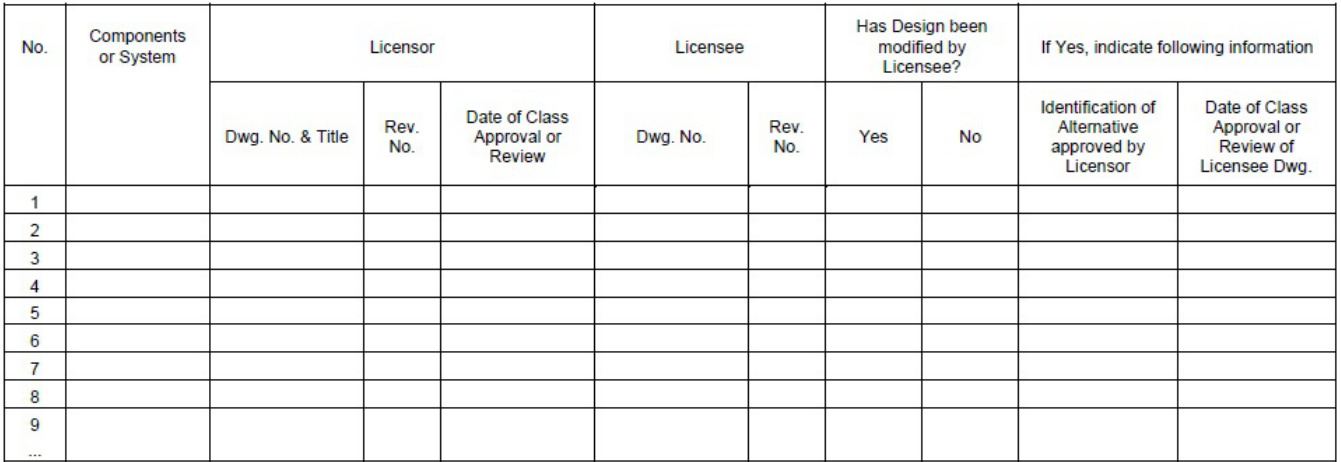 No.
Components
or System
Licensor
Licensee
Has Design been
modified by
Licensee?
If Yes, indicate following information
Dwg. No. & Title
Rev.
No.
Date of Class
Approval or
Review
Dwg. No.
Rev.
No.
Yes
No
Identification of
Alternative
approved by
Licensor
Date of Class
Approval or
Review of
Licensee Dwg.
1
2
3
4
5
6
7
8
9
...